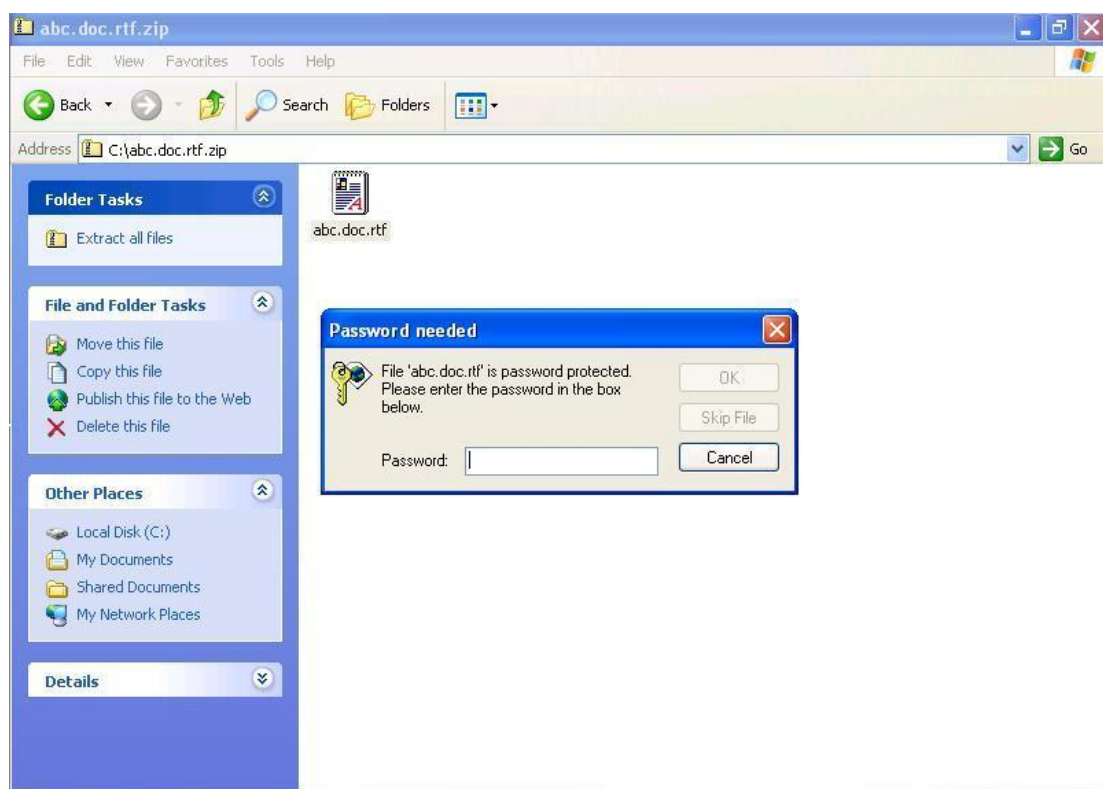 abc.doc.rtf.zip
File Edit View Favorites Tools Help
Back Search Folders
Address C:\abc.doc.rtf.zip Go
Folder Tasks
Extract all files
abc.doc.rtf
File and Folder Tasks
Move this file
Copy this file
Publish this file to the Web
Delete this file
Password needed
File 'abc.doc.rtf' is password protected.
Please enter the password in the box
below.
OK
Skip File
Password:
Cancel
Other Places
Local Disk (C:)
My Documents
Shared Documents
My Network Places
Details